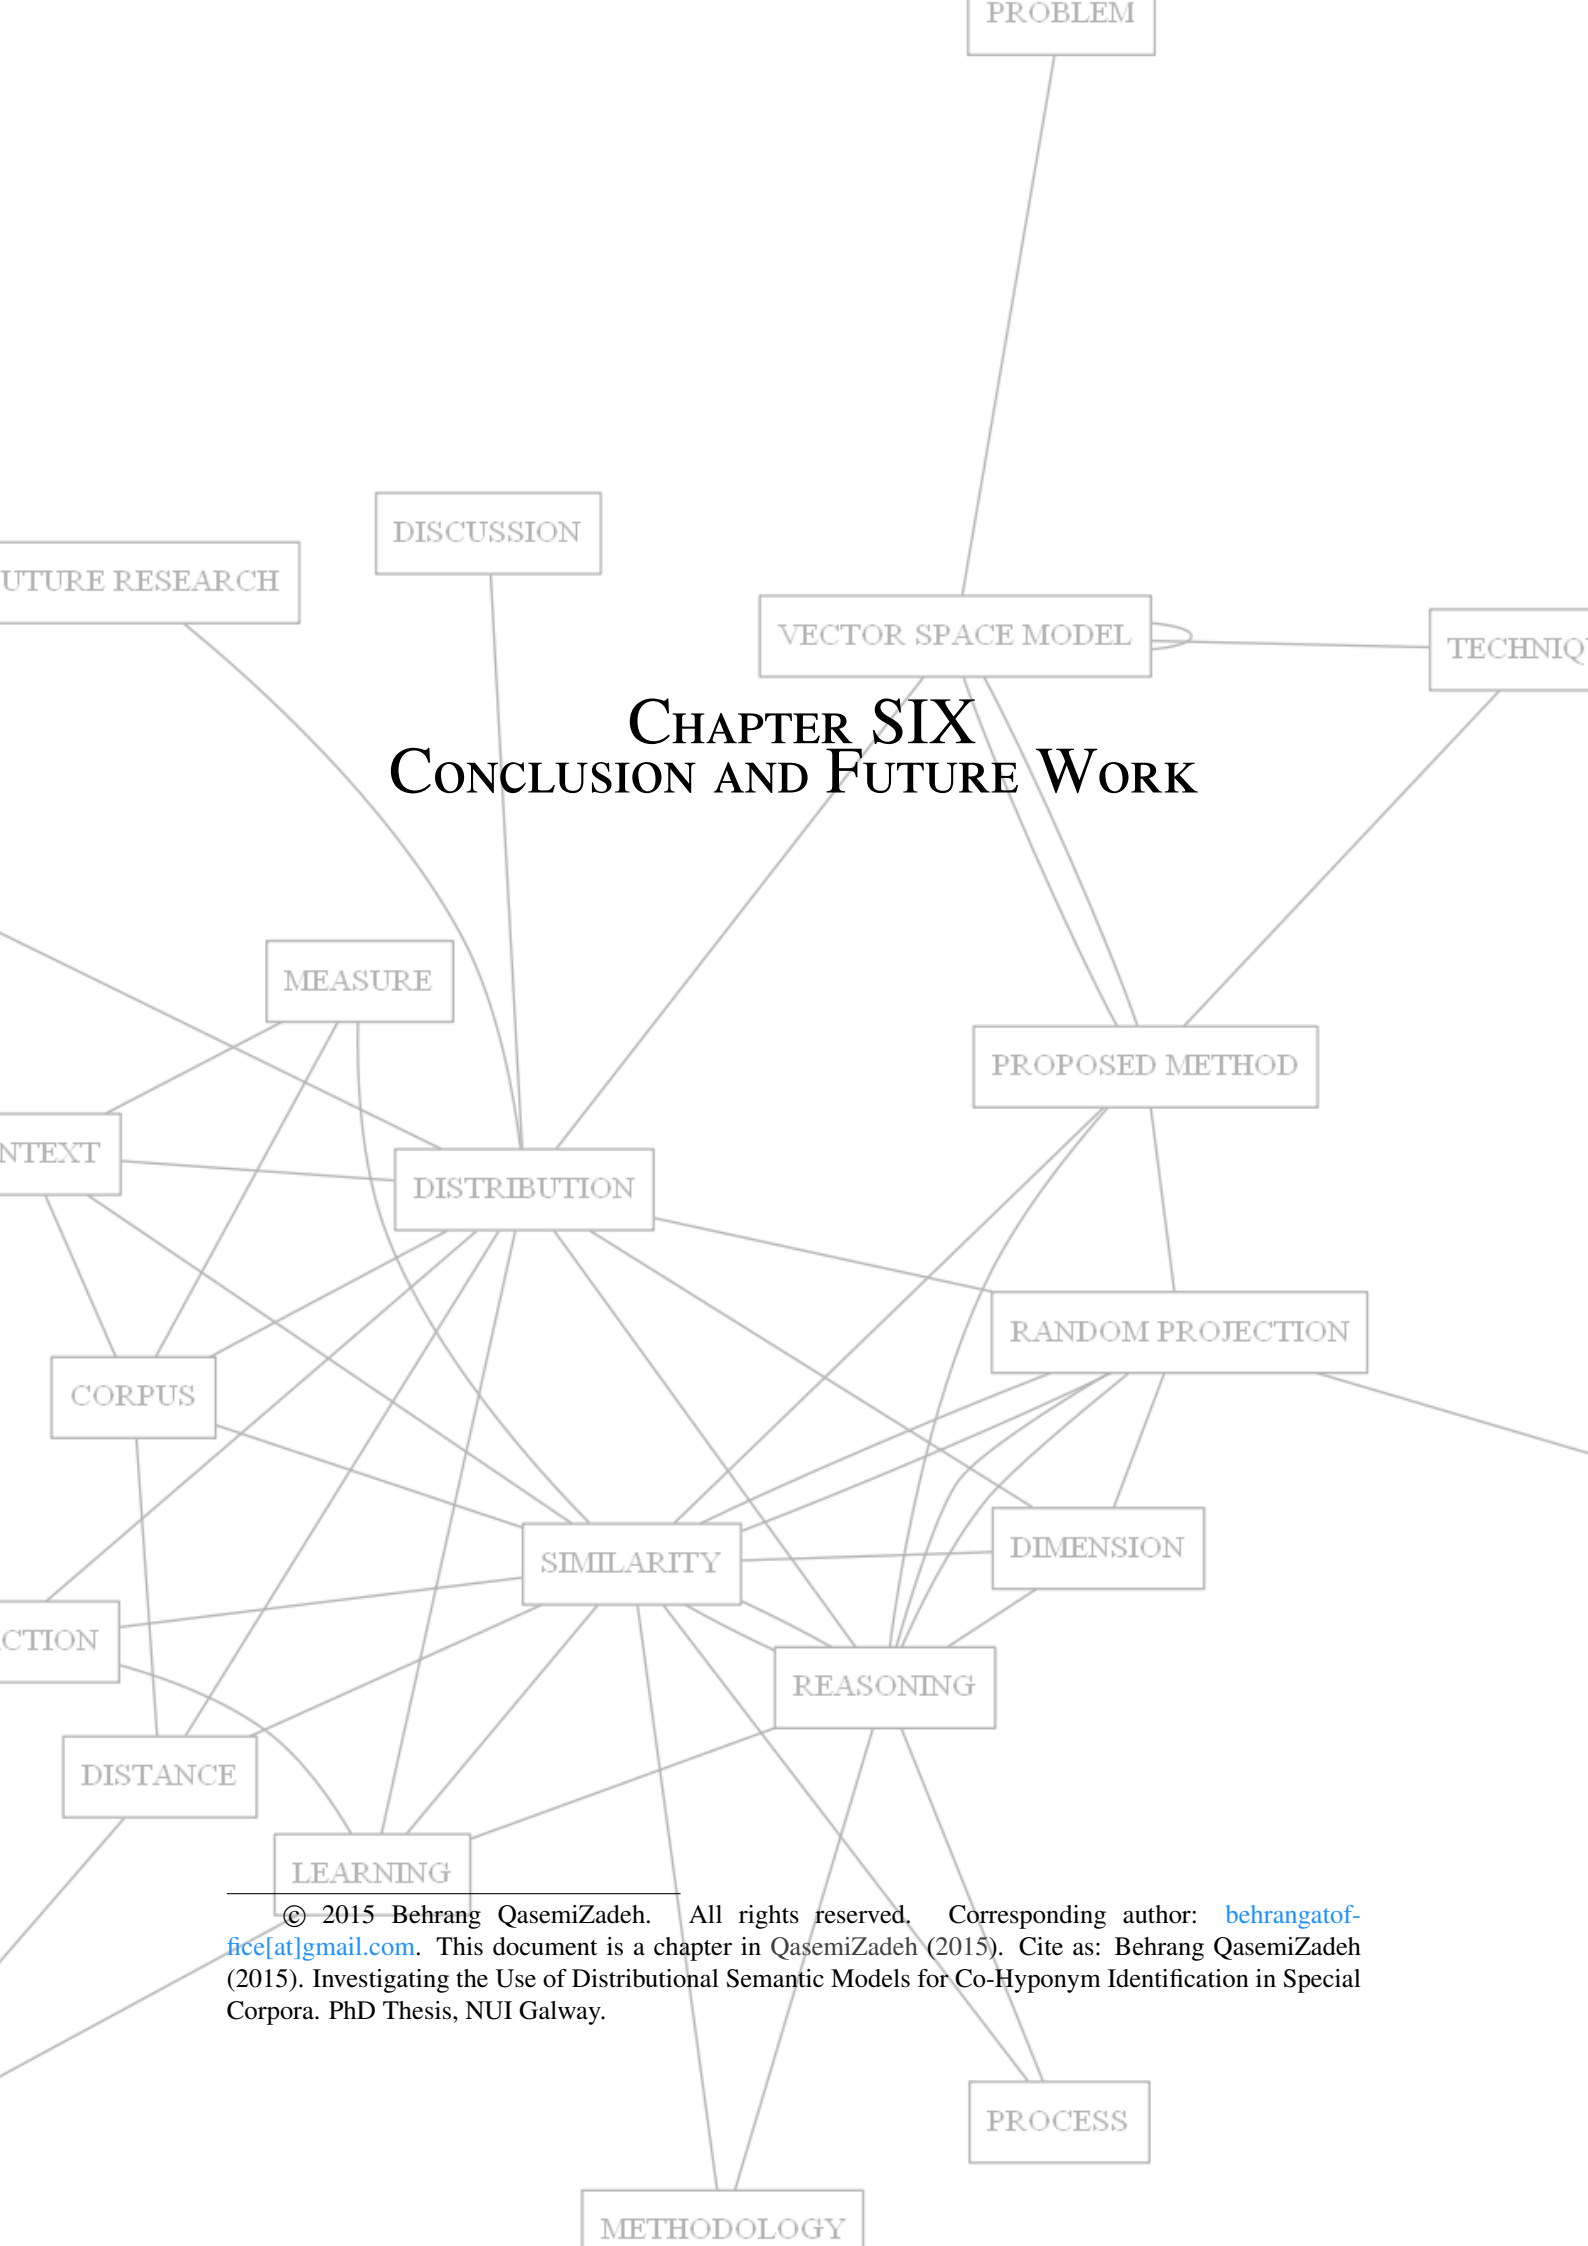 PROBLEM
DISCUSSION
UTURE RESEARCH
VECTOR SPACE MODEL
TECHNIQ
CHAPTER SIX
CONCLUSION AND FUTURE WORK
MEASURE
PROPOSED METHOD
NTEXT
DISTRIBUTION
RANDOM PROJECTION
CORPUS
SIMILARITY
DIMENSION
CTION
REASONING
DISTANCE
LEARNING
© 2015 Behrang QasemiZadeh. All rights reserved. Corresponding author: behrangatof-
fice[at]gmail.com. This document is a chapter in QasemiZadeh (2015). Cite as: Behrang QasemiZadeh
(2015). Investigating the Use of Distributional Semantic Models for Co-Hyponym Identification in Special
Corpora. PhD Thesis, NUI Galway.
PROCESS
METHODOLOGY